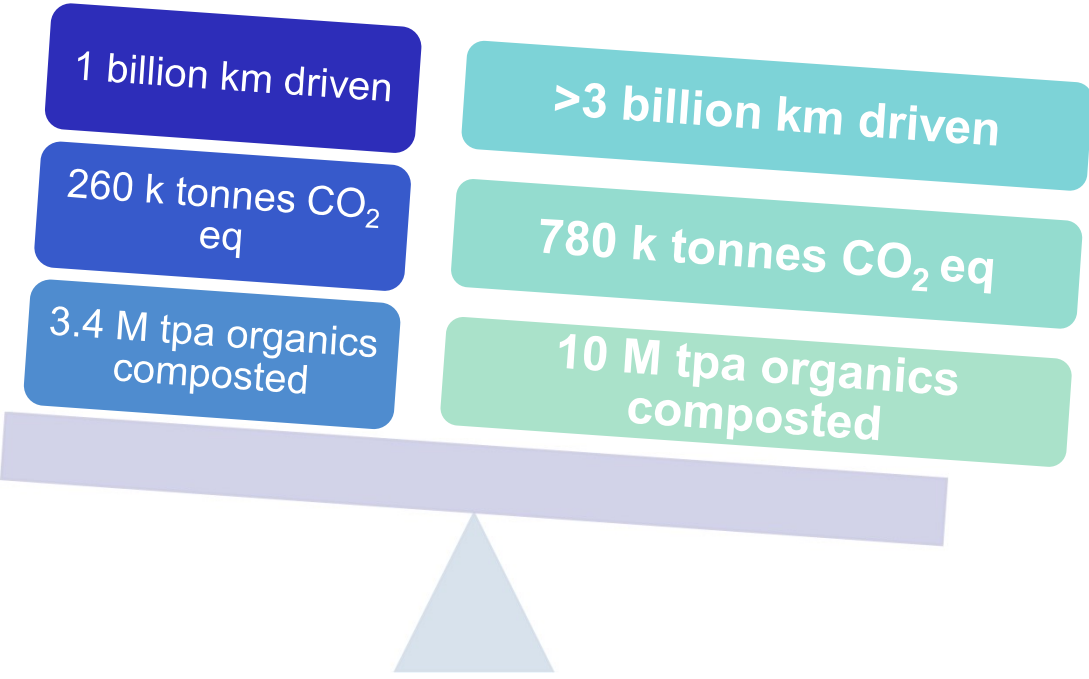 1 billion km driven
260 k tonnes CO₂
eq
3.4 M tpa organics
composted
>3 billion km driven
780 k tonnes CO₂ eq
10 M tpa organics
composted